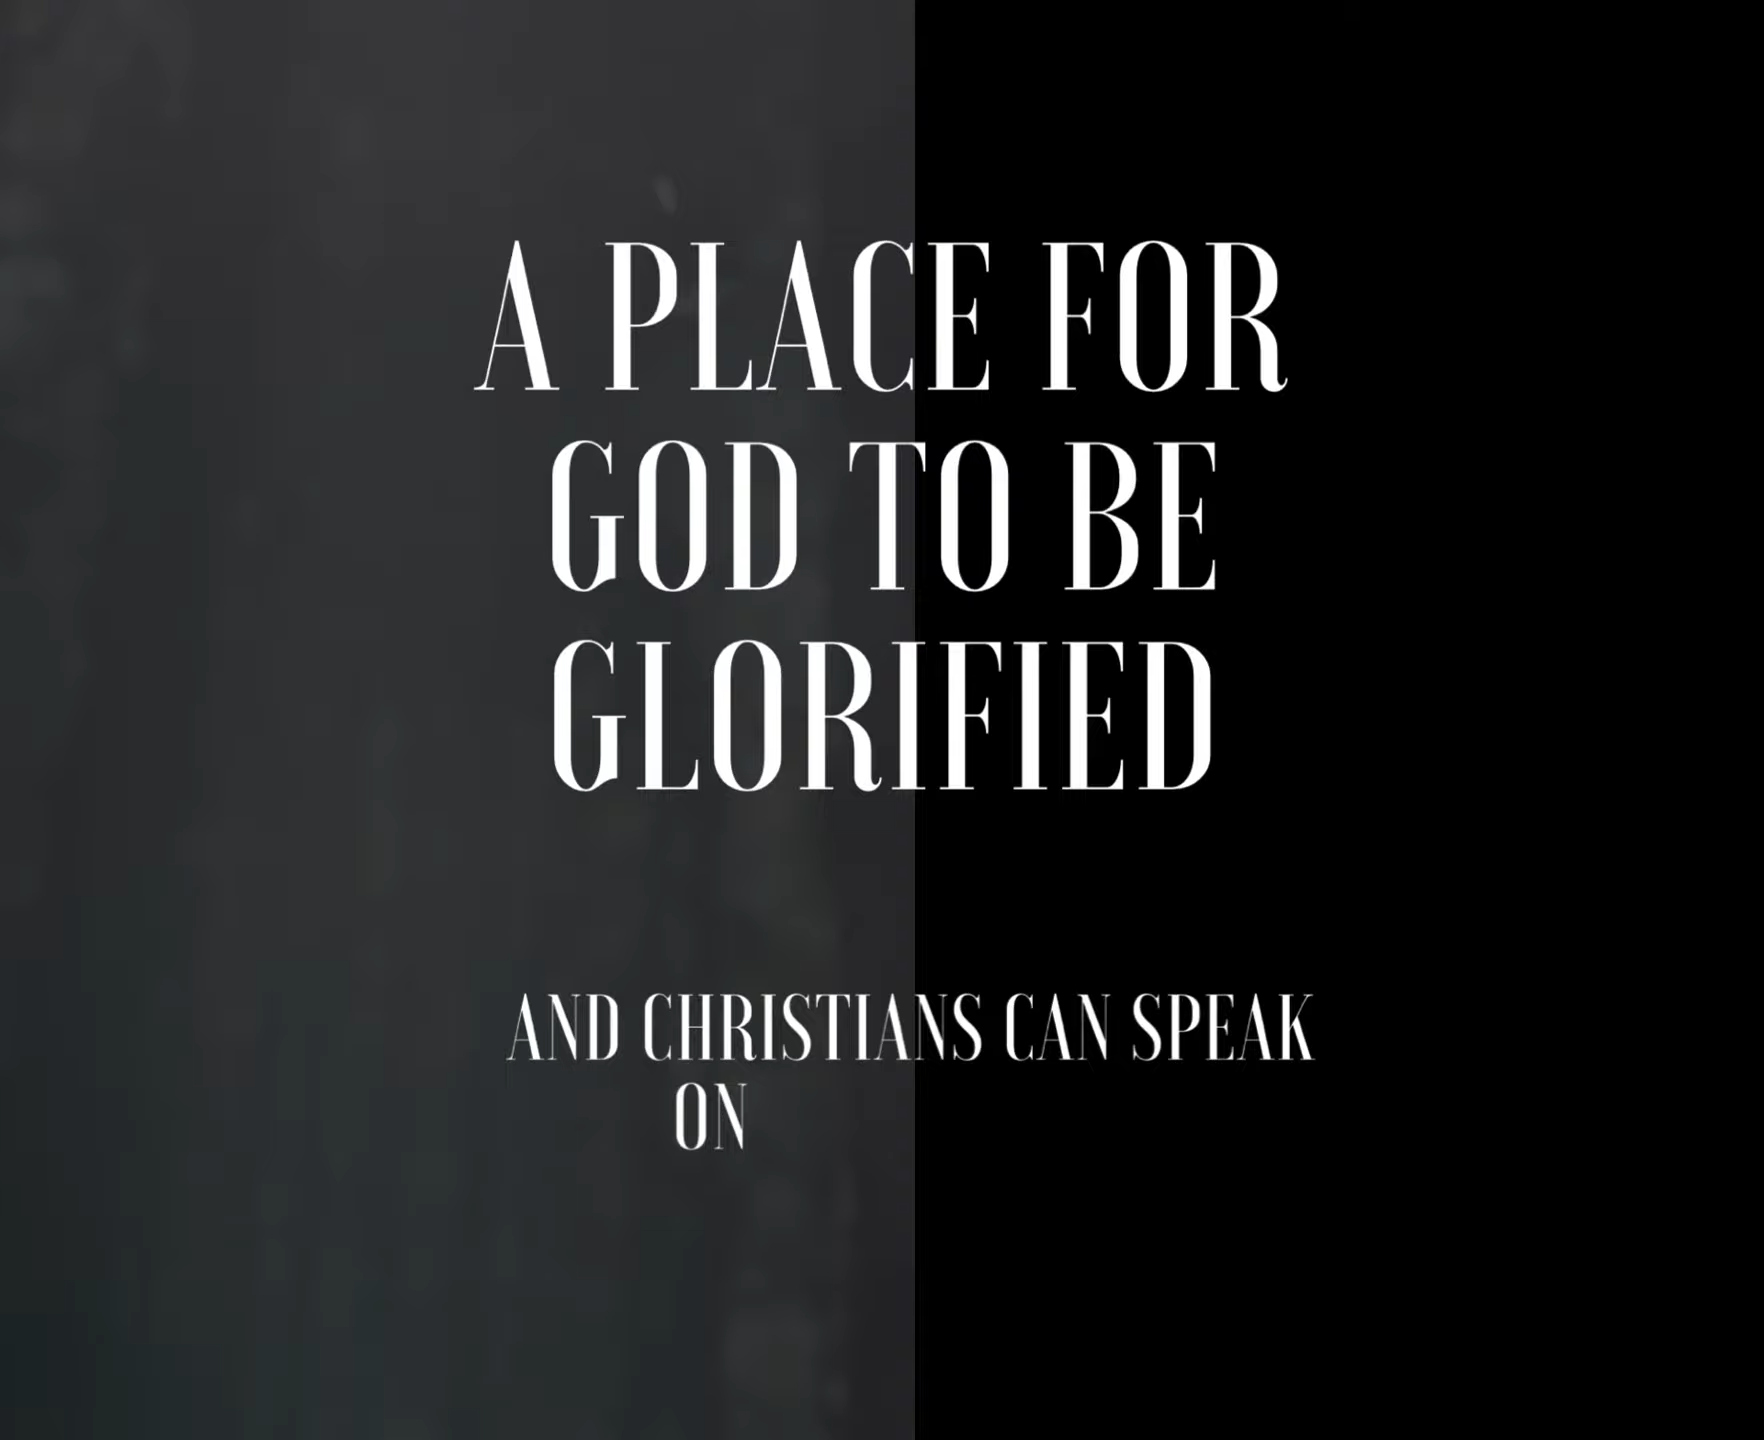 A PLACE FOR
GOD TO BE
GLORIFIED
AND CHRISTIANS CAN SPEAK
ON